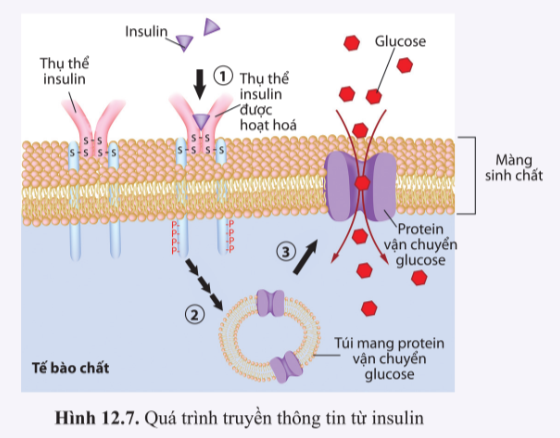 Insulin
Glucose
Thụ thể
insulin
1
Thụ thể
insulin
được
hoạt hoá
S-S
S
S
S
S
S-S
S
S
S
S
Màng
sinh chất
P
P
P
P
P
P
P
P
Protein
vận chuyển
glucose
3
2
Túi mang protein
vận chuyển
glucose
Tế bào chất
Hình 12.7. Quá trình truyền thông tin từ insulin